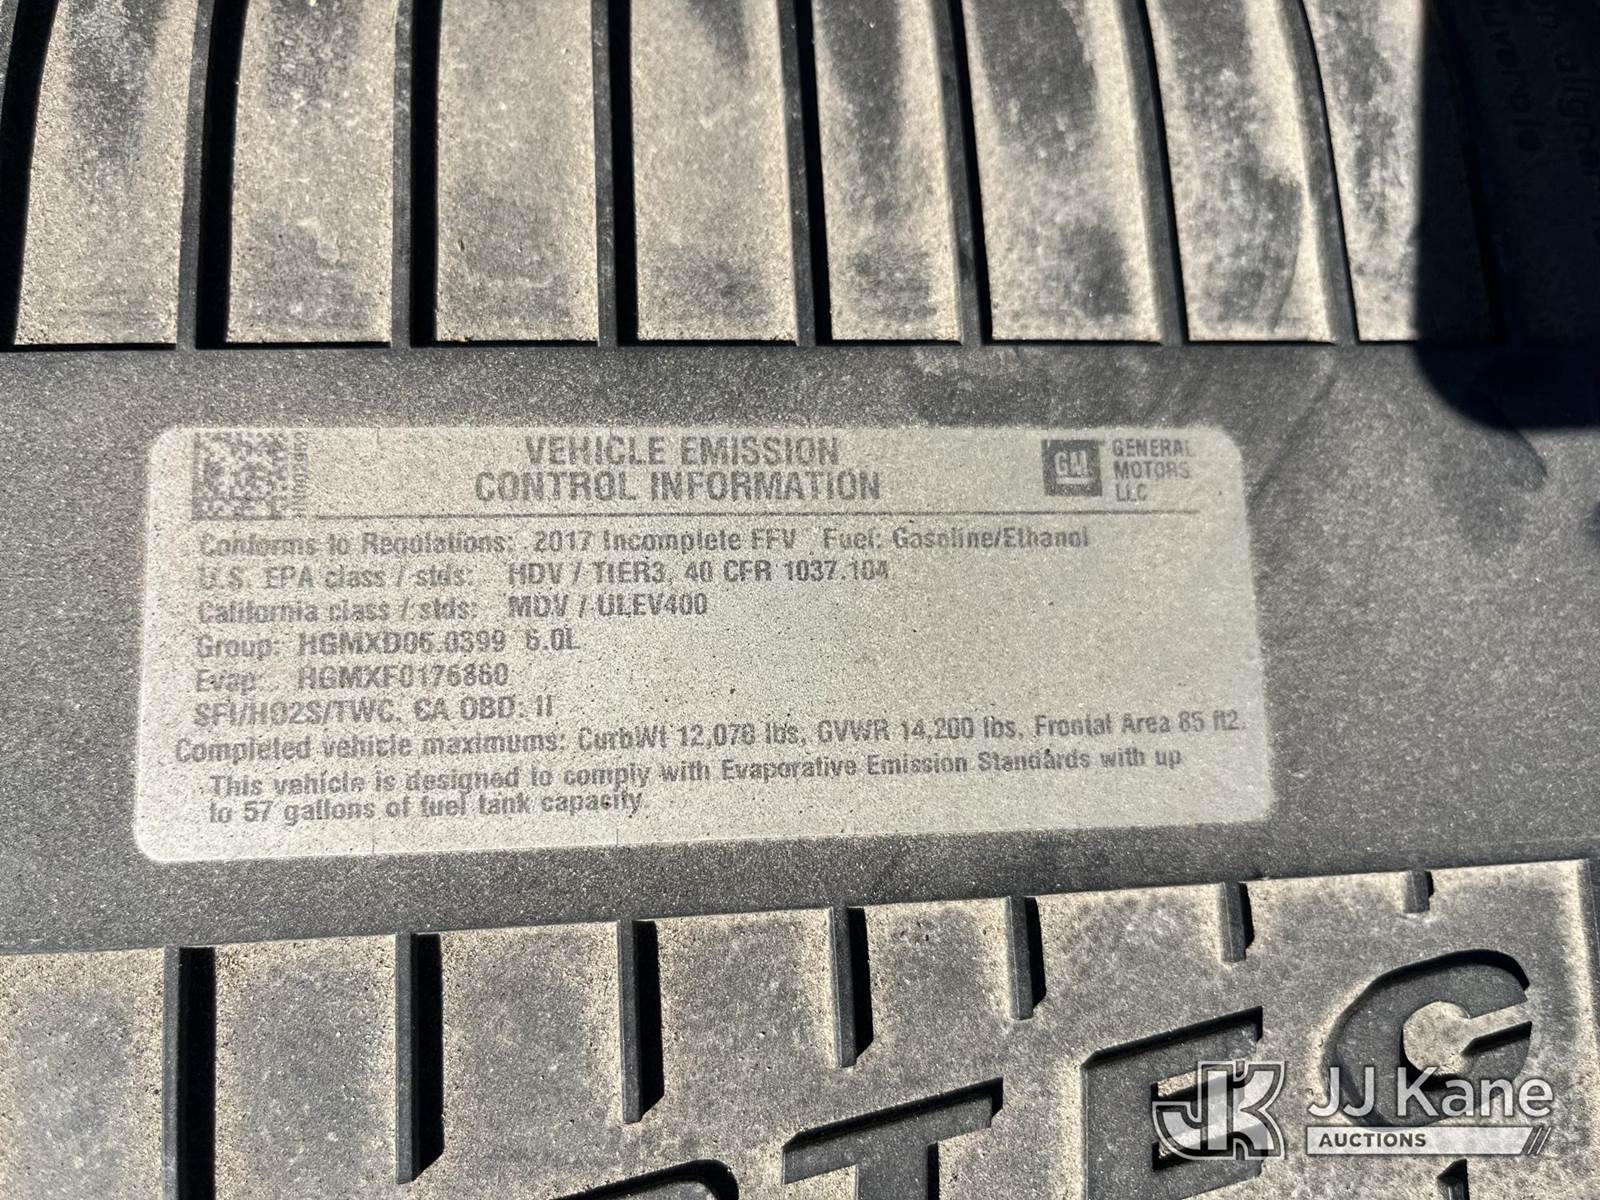 VEHICLE EMISSION
CONTROL INFORMATION
GM
GENERAL
MOTORS
LLC
Conforms to Regulations: 2017 Incomplete FFV Fuel: Gasoline/Ethanol
U.S. EPA class / stds: HDV / TIER3, 40 CFR 1037.104
California class / stds: MDV / ULEV400
Group: HGMXD06.0399 6.0L
Evap: HGMXF0176860
SFI/HO2S/TWC, CA OBD: II
Completed vehicle maximums: CurbWt 12,078 lbs, GVWR 14,200 lbs, Frontal Area 85 ft2.
This vehicle is designed to comply with Evaporative Emission Standards with up
to 57 gallons of fuel tank capacity.
TEC
JK
JJ Kane
AUCTIONS